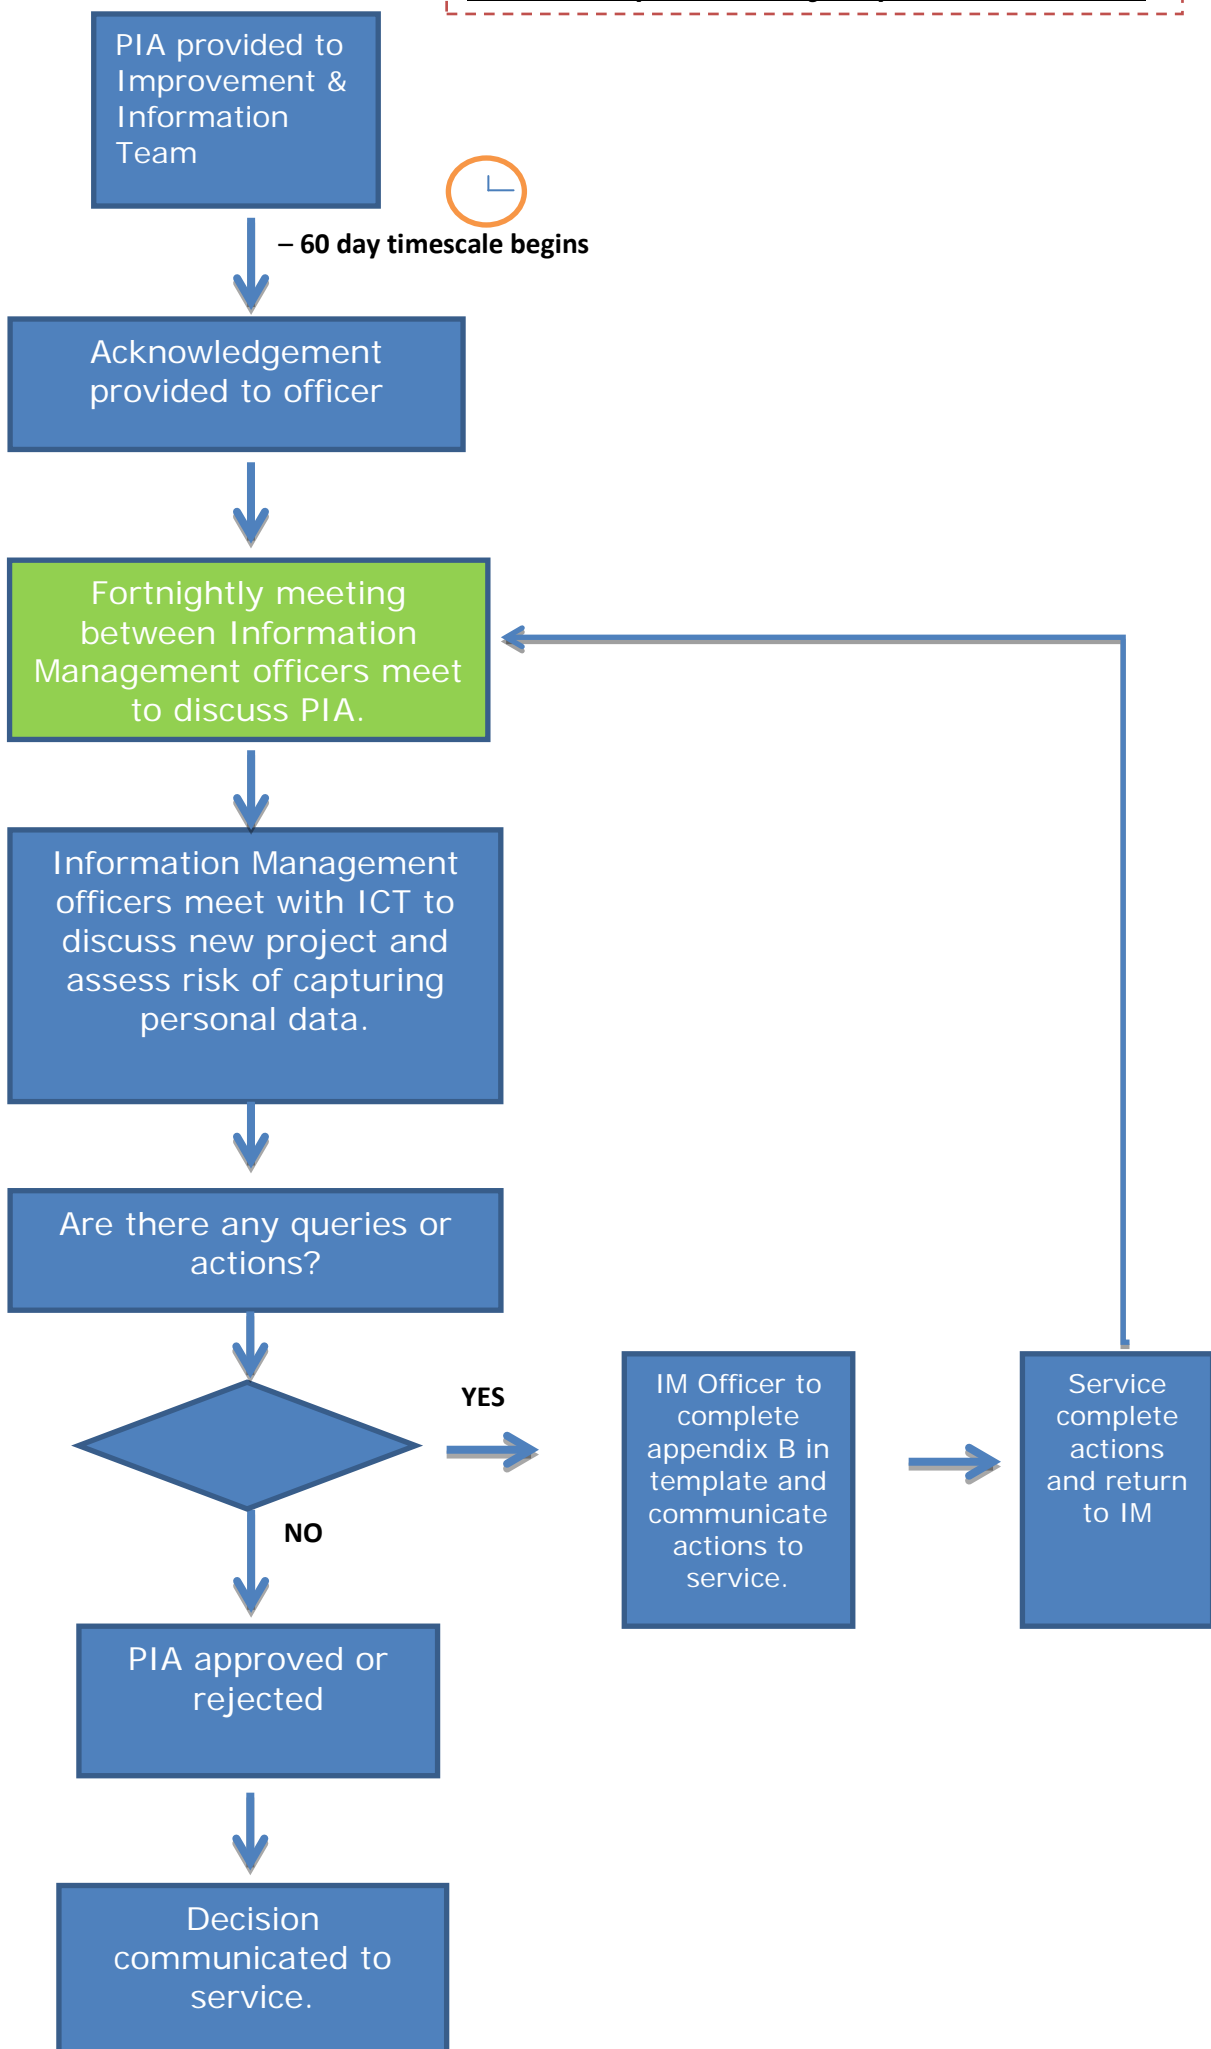 PIA provided to
Improvement &
Information
Team
– 60 day timescale begins
Acknowledgement
provided to officer
Fortnightly meeting
between Information
Management officers meet
to discuss PIA.
Information Management
officers meet with ICT to
discuss new project and
assess risk of capturing
personal data.
Are there any queries or
actions?
YES
IM Officer to
complete
appendix B in
template and
communicate
actions to
service.
Service
complete
actions
and return
to IM
NO
PIA approved or
rejected
Decision
communicated to
service.